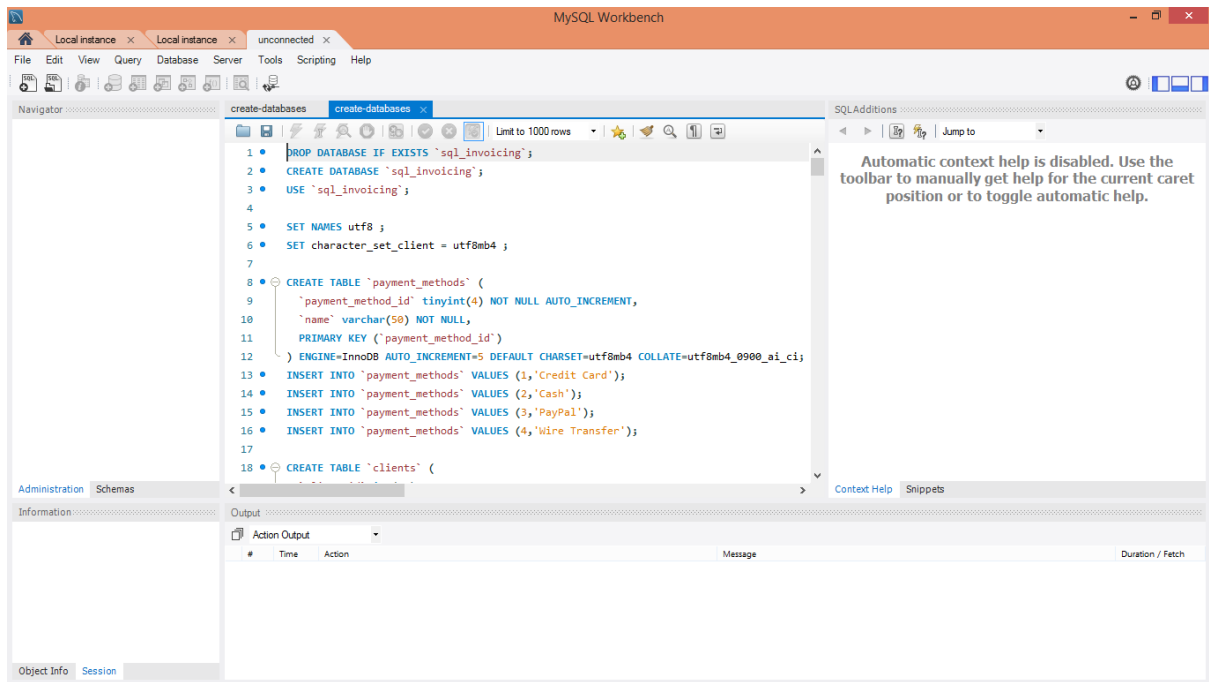 MySQL Workbench
Local instance
Local instance
unconnected
File Edit View Query Database Server Tools Scripting Help
Navigator
create-databases
create-databases
SQLAdditions
Limit to 1000 rows
Jump to
1 DROP DATABASE IF EXISTS `sql_invoicing`;
2 CREATE DATABASE `sql_invoicing`;
3 USE `sql_invoicing`;
4
5 SET NAMES utf8 ;
6 SET character_set_client = utf8mb4 ;
7
8 CREATE TABLE `payment_methods` (
9 `payment_method_id` tinyint(4) NOT NULL AUTO_INCREMENT,
10 `name` varchar(50) NOT NULL,
11 PRIMARY KEY (`payment_method_id`)
12 ) ENGINE=InnoDB AUTO_INCREMENT=5 DEFAULT CHARSET=utf8mb4 COLLATE=utf8mb4_0900_ai_ci;
13 INSERT INTO `payment_methods` VALUES (1,'Credit Card');
14 INSERT INTO `payment_methods` VALUES (2,'Cash');
15 INSERT INTO `payment_methods` VALUES (3,'PayPal');
16 INSERT INTO `payment_methods` VALUES (4,'Wire Transfer');
17
18 CREATE TABLE `clients` (
Automatic context help is disabled. Use the
toolbar to manually get help for the current caret
position or to toggle automatic help.
Administration Schemas
Context Help Snippets
Information
Output
Action Output
# Time Action Message Duration / Fetch
Object Info Session